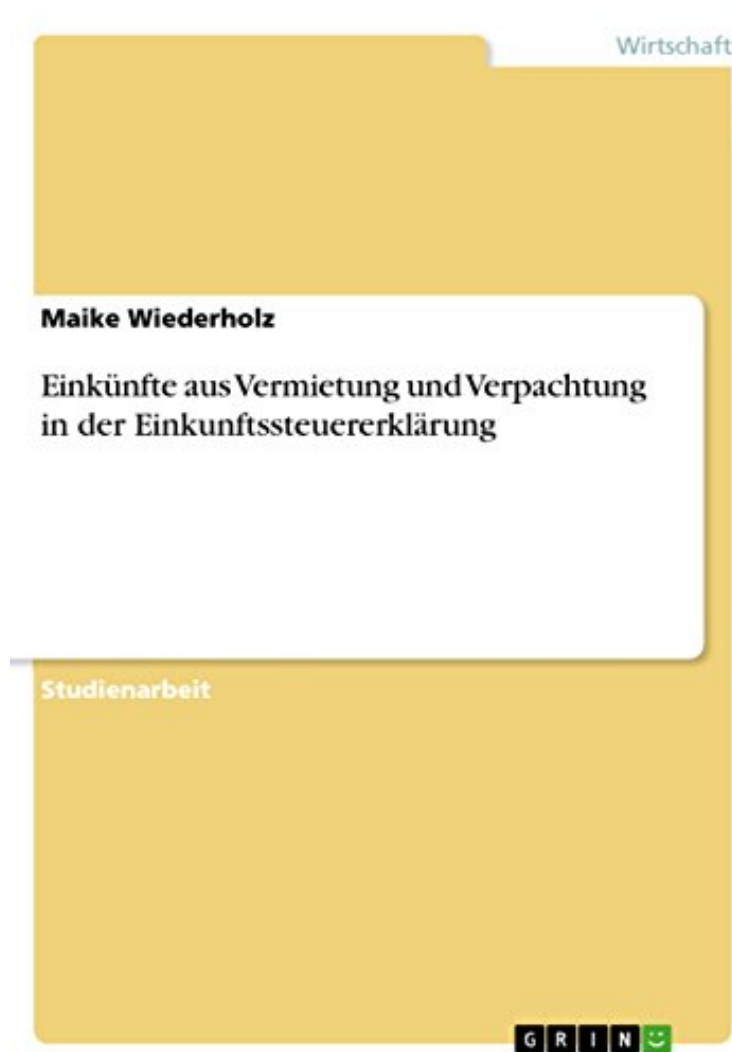 Wirtschaft
Maike Wiederholz
Einkünfte aus Vermietung und Verpachtung
in der Einkunftssteuererklärung
Studienarbeit
GRIN